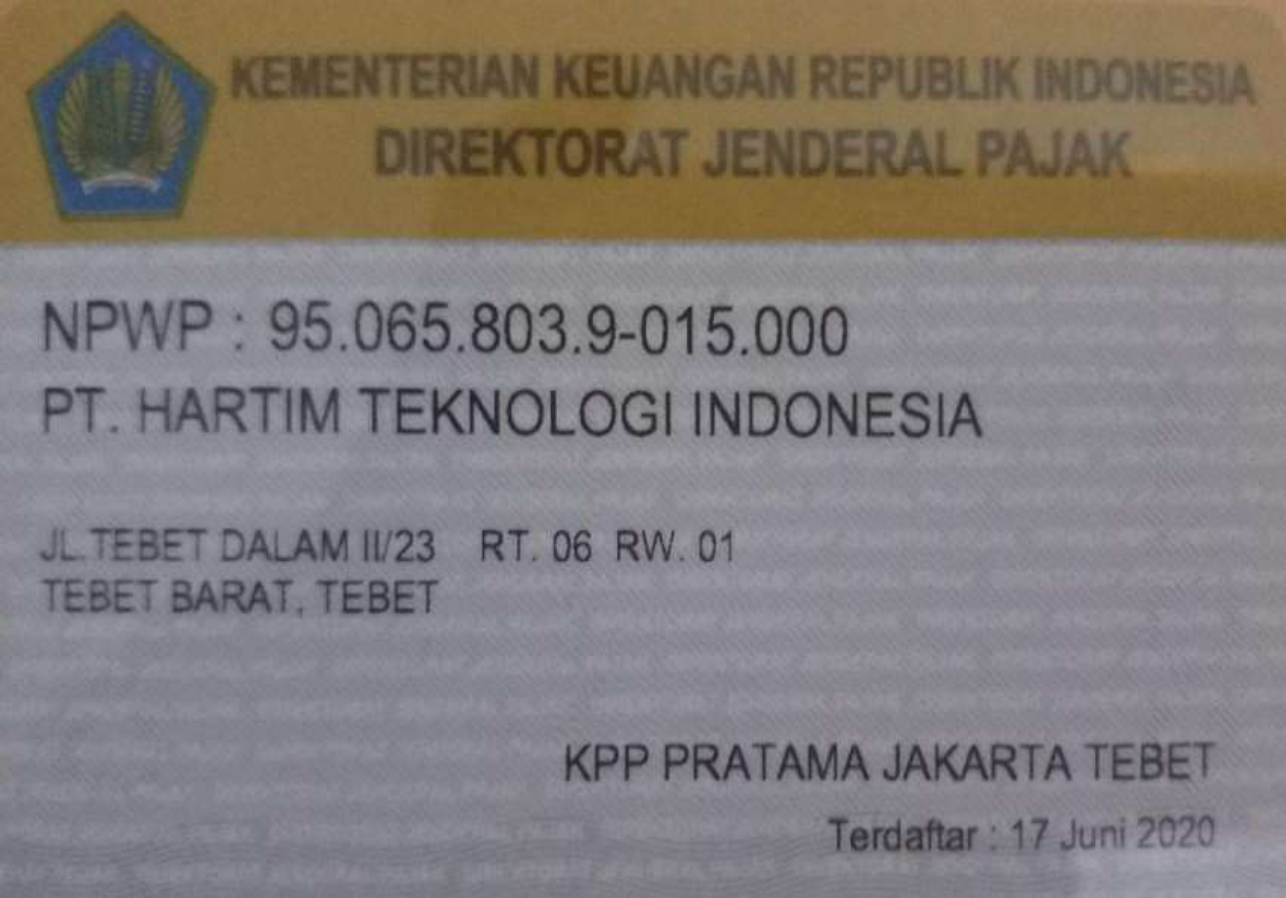 KEMENTERIAN KEUANGAN REPUBLIK INDONESIA
DIREKTORAT JENDERAL PAJAK
NPWP : 95.065.803.9-015.000
PT. HARTIM TEKNOLOGI INDONESIA
JL.TEBET DALAM II/23 RT. 06 RW. 01
TEBET BARAT, TEBET
KPP PRATAMA JAKARTA TEBET
Terdaftar : 17 Juni 2020